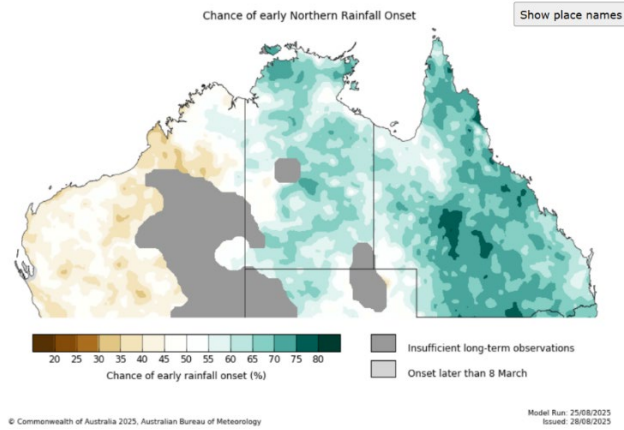 Chance of early Northern Rainfall Onset
Show place names
20 25 30 35 40 45 50 55 60 65 70 75 80
Chance of early rainfall onset (%)
Insufficient long-term observations
Onset later than 8 March
© Commonwealth of Australia 2025, Australian Bureau of Meteorology
Model Run: 25/08/2025
Issued: 28/08/2025